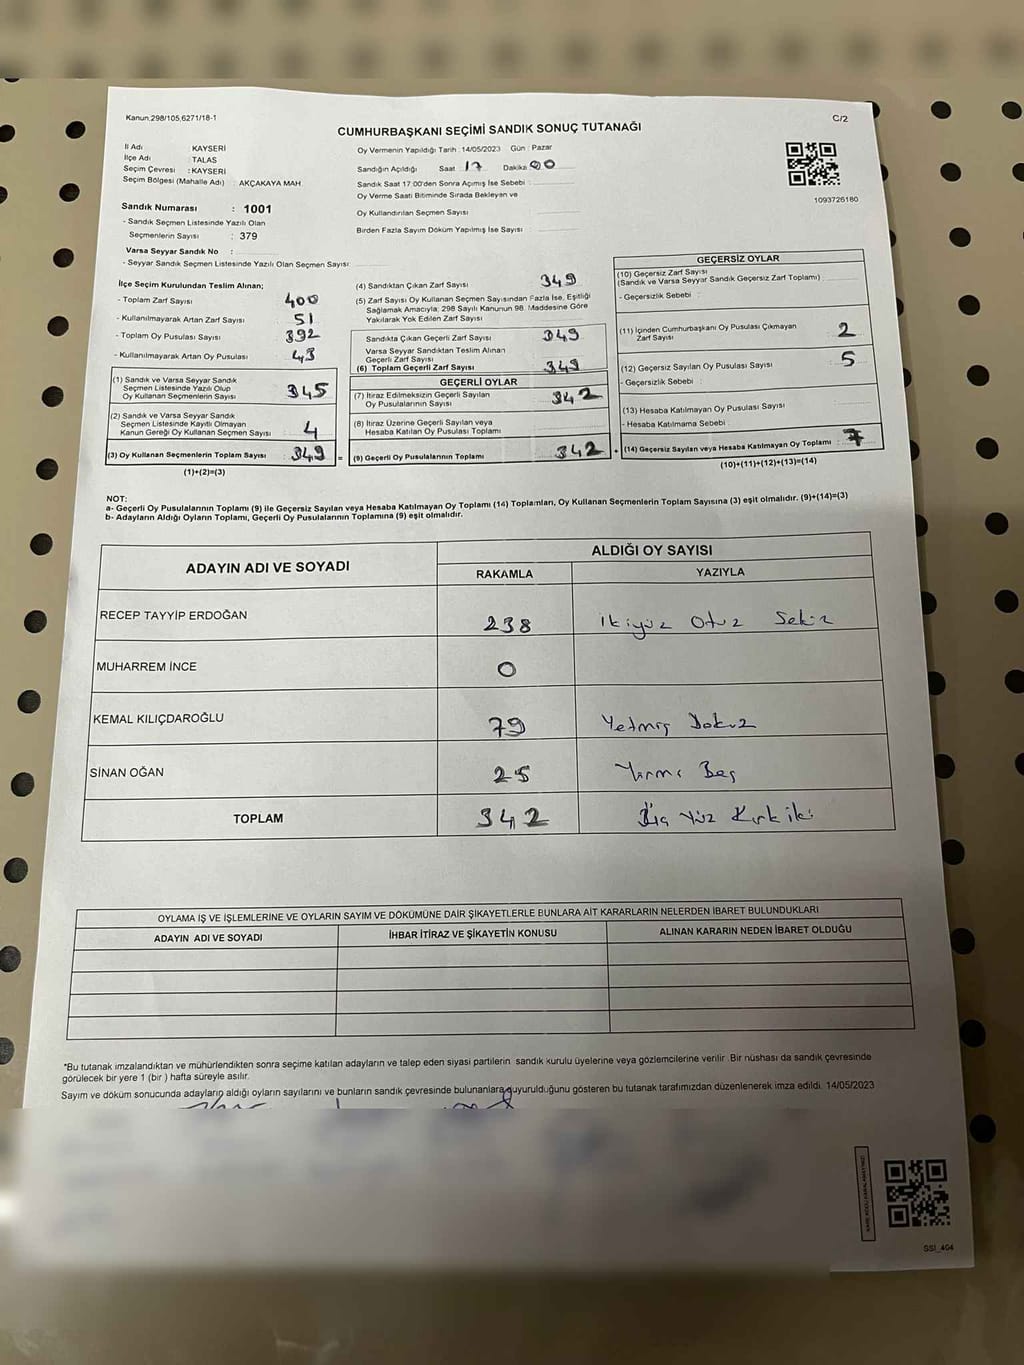 Kanun:298/105,6271/18-1
C/2
CUMHURBAŞKANI SEÇİMİ SANDIK SONUÇ TUTANAĞI
İl Adı : KAYSERİ
İlçe Adı : TALAS
Seçim Çevresi : KAYSERİ
Seçim Bölgesi (Mahalle Adı) : AKÇAKAYA MAH.
Sandık Numarası : 1001
- Sandık Seçmen Listesinde Yazılı Olan
Seçmenlerin Sayısı : 379
Varsa Seyyar Sandık No :
- Seyyar Sandık Seçmen Listesinde Yazılı Olan Seçmen Sayısı:
Oy Vermenin Yapıldığı Tarih : 14/05/2023 Gün : Pazar
Sandığın Açıldığı Saat : 17 Dakika : 00
Sandık Saat 17:00'den Sonra Açımış İse Sebebi :
Oy Verme Saati Bitiminde Sırada Bekleyan ve
Oy Kullandırılan Seçmen Sayısı
Birden Fazla Sayım Döküm Yapılmış İse Sayısı :
1093726180
İlçe Seçim Kurulundan Teslim Alınan;
- Toplam Zarf Sayısı : 400
- Kullanılmayarak Artan Zarf Sayısı : 51
- Toplam Oy Pusulası Sayısı : 392
- Kullanılmayarak Artan Oy Pusulası : 43
(1) Sandık ve Varsa Seyyar Sandık
Seçmen Listesinde Yazılı Olup
Oy Kullanan Seçmenlerin Sayısı : 345
(2) Sandık ve Varsa Seyyar Sandık
Seçmen Listesinde Kayıtlı Olmayan
Kanun Gereği Oy Kullanan Seçmen Sayısı : 4
(3) Oy Kullanan Seçmenlerin Toplam Sayısı : 349
(1)+(2)=(3)
(4) Sandıktan Çıkan Zarf Sayısı : 349
(5) Zarf Sayısı Oy Kullanan Seçmen Sayısından Fazla İse, Eşitliği
Sağlamak Amacıyla; 298 Sayılı Kanunun 98. Maddesine Göre
Yakılarak Yok Edilen Zarf Sayısı
Sandıkta Çıkan Geçerli Zarf Sayısı : 349
Varsa Seyyar Sandıktan Teslim Alınan
Geçerli Zarf Sayısı
(6) Toplam Geçerli Zarf Sayısı : 349
GEÇERLİ OYLAR
(7) İtiraz Edilmeksizin Geçerli Sayılan
Oy Pusulalarının Sayısı : 342
(8) İtiraz Üzerine Geçerli Sayılan veya
Hesaba Katılan Oy Pusulası Toplamı
= (9) Geçerli Oy Pusulalarının Toplamı : 342 +
GEÇERSİZ OYLAR
(10) Geçersiz Zarf Sayısı
(Sandık ve Varsa Seyyar Sandık Geçersiz Zarf Toplamı) :
- Geçersizlik Sebebi :
(11) İçinden Cumhurbaşkanı Oy Pusulası Çıkmayan
Zarf Sayısı : 2
(12) Geçersiz Sayılan Oy Pusulası Sayısı : 5
- Geçersizlik Sebebi :
(13) Hesaba Katılmayan Oy Pusulası Sayısı :
- Hesaba Katılmama Sebebi :
(14) Geçersiz Sayılan veya Hesaba Katılmayan Oy Toplamı : 7
(10)+(11)+(12)+(13)=(14)
NOT:
a- Geçerli Oy Pusulalarının Toplamı (9) ile Geçersiz Sayılan veya Hesaba Katılmayan Oy Toplamı (14) Toplamları, Oy Kullanan Seçmenlerin Toplam Sayısına (3) eşit olmalıdır. (9)+(14)=(3)
b- Adayların Aldığı Oyların Toplamı, Geçerli Oy Pusulalarının Toplamına (9) eşit olmalıdır.
ADAYIN ADI VE SOYADI
ALDIĞI OY SAYISI
RAKAMLA YAZIYLA
RECEP TAYYİP ERDOĞAN 238 İkiyüz Otuz Sekiz
MUHARREM İNCE 0
KEMAL KILIÇDAROĞLU 79 Yetmiş Dokuz
SİNAN OĞAN 25 Yirmi Beş
TOPLAM 342 Üç Yüz Kırk iki
OYLAMA İŞ VE İŞLEMLERİNE VE OYLARIN SAYIM VE DÖKÜMÜNE DAİR ŞİKAYETLERLE BUNLARA AİT KARARLARIN NELERDEN İBARET BULUNDUKLARI
ADAYIN ADI VE SOYADI İHBAR İTİRAZ VE ŞİKAYETİN KONUSU ALINAN KARARIN NEDEN İBARET OLDUĞU
*Bu tutanak imzalandıktan ve mühürlendikten sonra seçime katılan adayların ve talep eden siyasi partilerin sandık kurulu üyelerine veya gözlemcilerine verilir. Bir nüshası da sandık çevresinde
görülecek bir yere 1 (bir) hafta süreyle asılır.
Sayım ve döküm sonucunda adayların aldığı oyların sayılarını ve bunların sandık çevresinde bulunanlara duyurulduğunu gösteren bu tutanak tarafımızdan düzenlenerek imza edildi. 14/05/2023
SSI_404